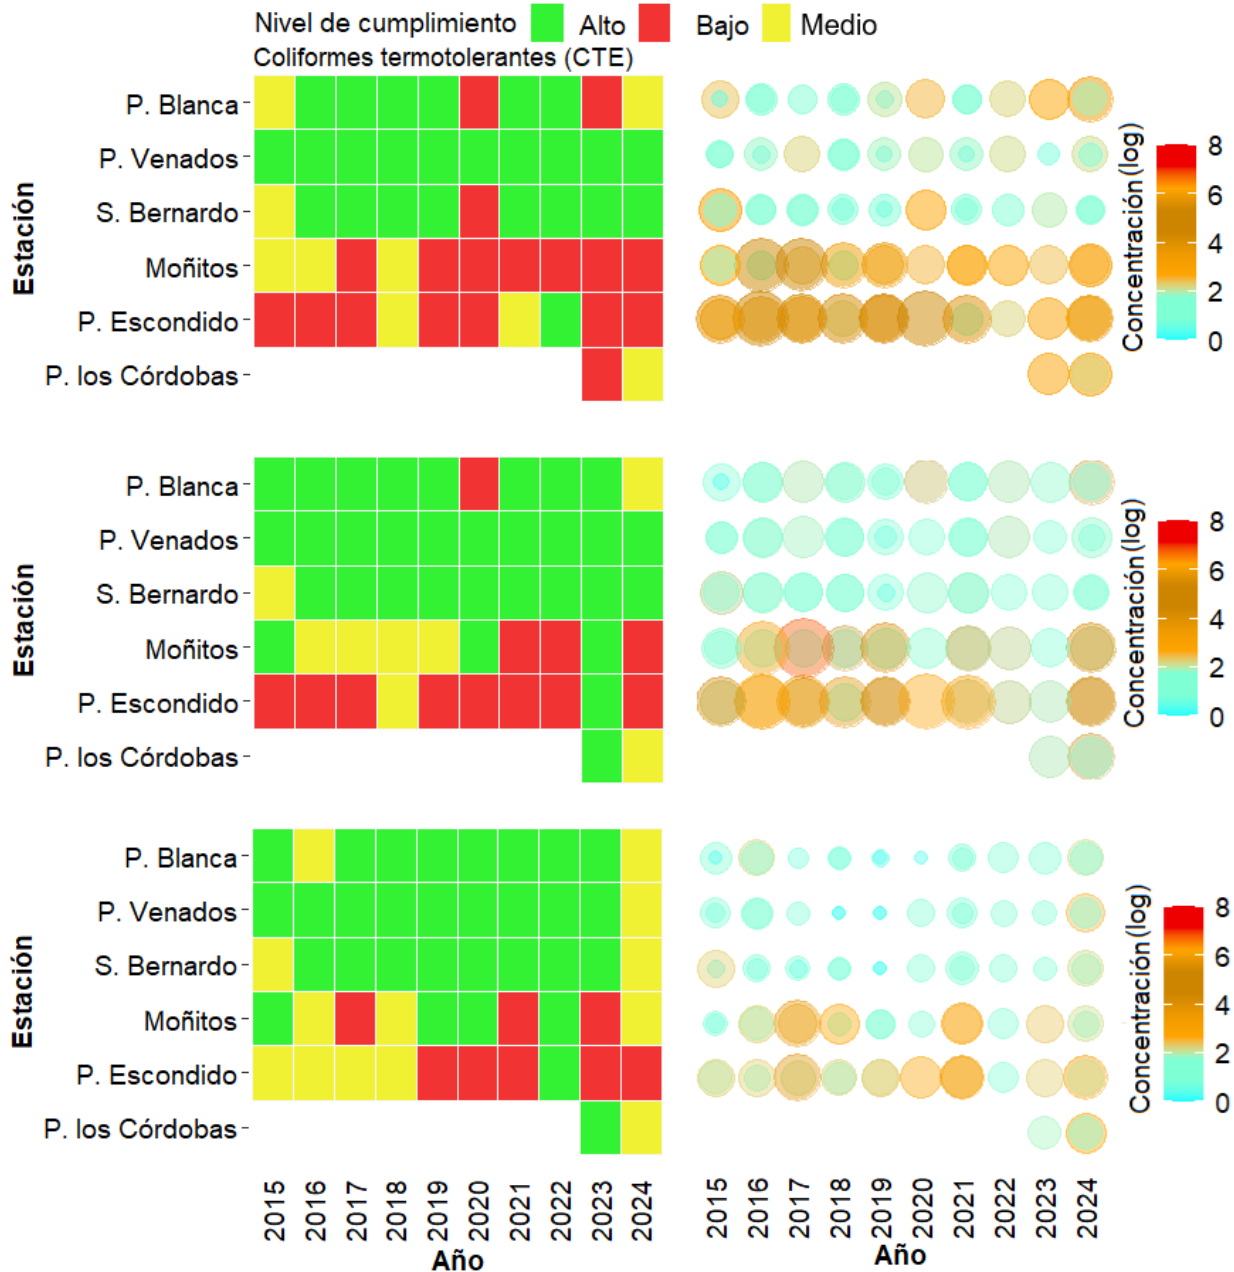 Nivel de cumplimiento Alto Bajo Medio
Coliformes termotolerantes (CTE)
Estación
P. Blanca
P. Venados
S. Bernardo
Moñitos
P. Escondido
P. los Córdobas
Concentración (log)
8
6
4
2
0
Estación
P. Blanca
P. Venados
S. Bernardo
Moñitos
P. Escondido
P. los Córdobas
Concentración (log)
8
6
4
2
0
Estación
P. Blanca
P. Venados
S. Bernardo
Moñitos
P. Escondido
P. los Córdobas
Concentración (log)
8
6
4
2
0
2015 2016 2017 2018 2019 2020 2021 2022 2023 2024
Año
2015 2016 2017 2018 2019 2020 2021 2022 2023 2024
Año